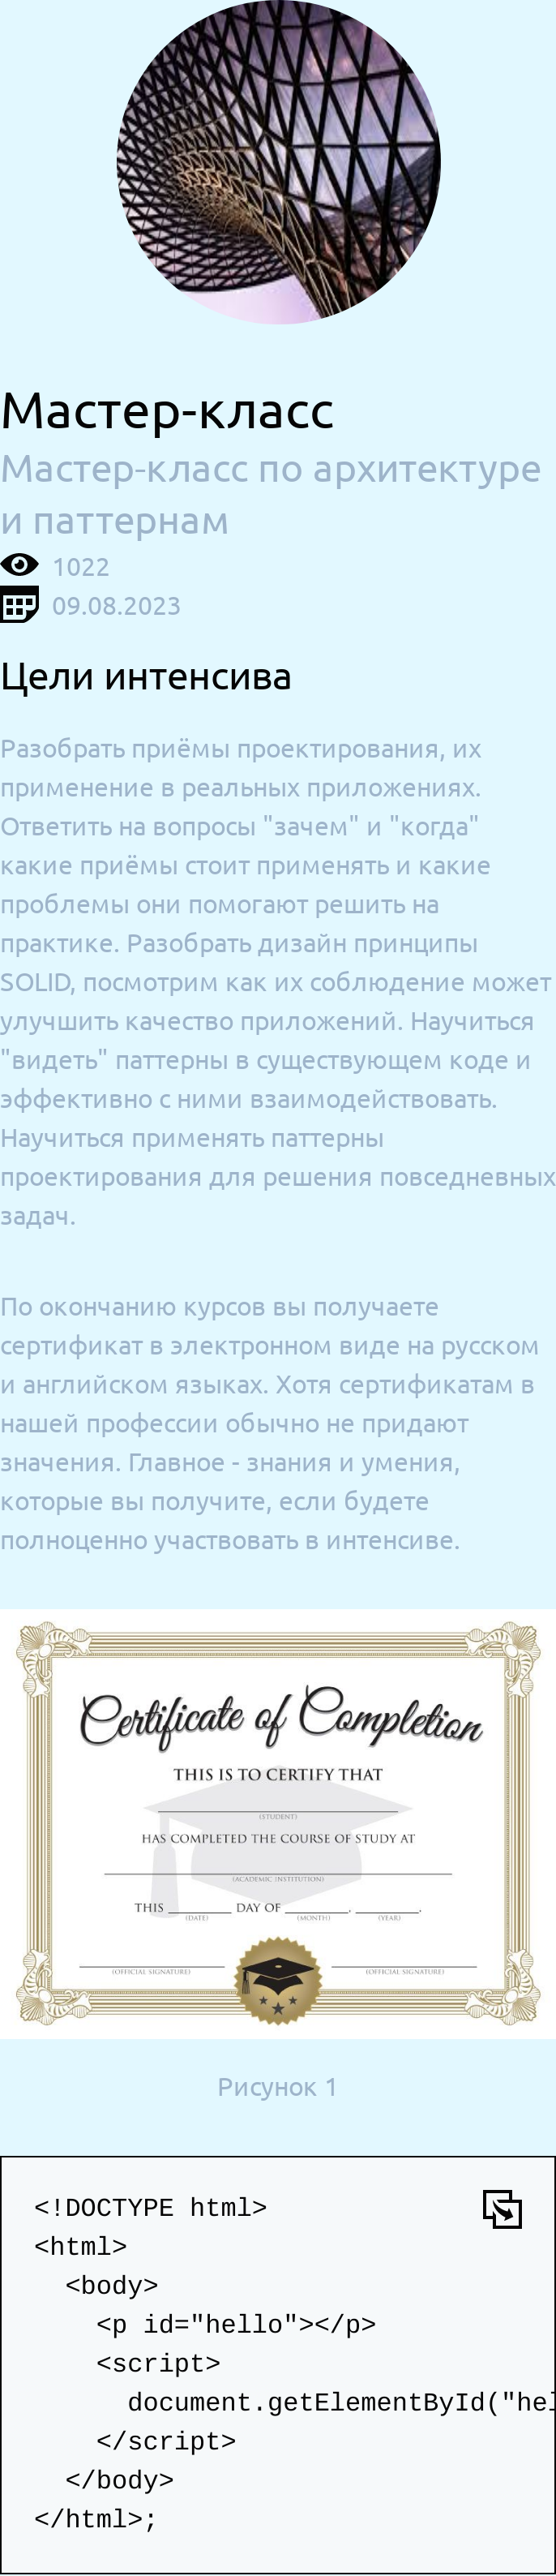 Мастер-класс
Мастер-класс по архитектуре
и паттернам
1022
09.08.2023
Цели интенсива
Разобрать приёмы проектирования, их
применение в реальных приложениях.
Ответить на вопросы "зачем" и "когда"
какие приёмы стоит применять и какие
проблемы они помогают решить на
практике. Разобрать дизайн принципы
SOLID, посмотрим как их соблюдение может
улучшить качество приложений. Научиться
"видеть" паттерны в существующем коде и
эффективно с ними взаимодействовать.
Научиться применять паттерны
проектирования для решения повседневных
задач.
По окончанию курсов вы получаете
сертификат в электронном виде на русском
и английском языках. Хотя сертификатам в
нашей профессии обычно не придают
значения. Главное - знания и умения,
которые вы получите, если будете
полноценно участвовать в интенсиве.
Certificate of Completion
THIS IS TO CERTIFY THAT
(STUDENT)
HAS COMPLETED THE COURSE OF STUDY AT
(ACADEMIC INSTITUTION)
THIS DAY OF , .
(DATE) (MONTH) (YEAR)
(OFFICIAL SIGNATURE) (OFFICIAL SIGNATURE)
Рисунок 1
<!DOCTYPE html>
<html>
<body>
<p id="hello"></p>
<script>
document.getElementById("hel
</script>
</body>
</html>;